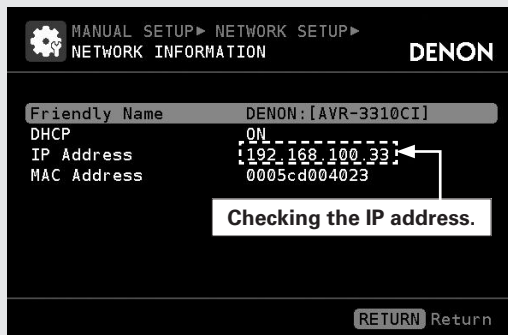 MANUAL SETUP▶ NETWORK SETUP▶
NETWORK INFORMATION
DENON
Friendly Name DENON:[AVR-3310CI]
DHCP ON
IP Address 192.168.100.33
MAC Address 0005cd004023
Checking the IP address.
RETURN Return